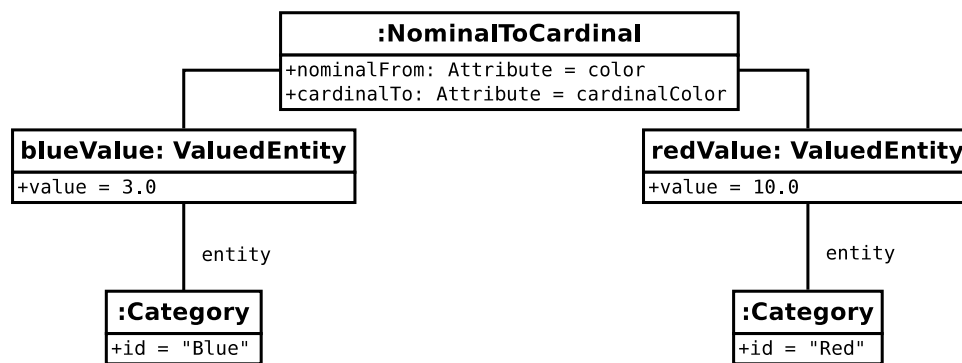 :NominalToCardinal
+nominalFrom: Attribute = color
+cardinalTo: Attribute = cardinalColor
blueValue: ValuedEntity
+value = 3.0
redValue: ValuedEntity
+value = 10.0
entity
entity
:Category
+id = "Blue"
:Category
+id = "Red"